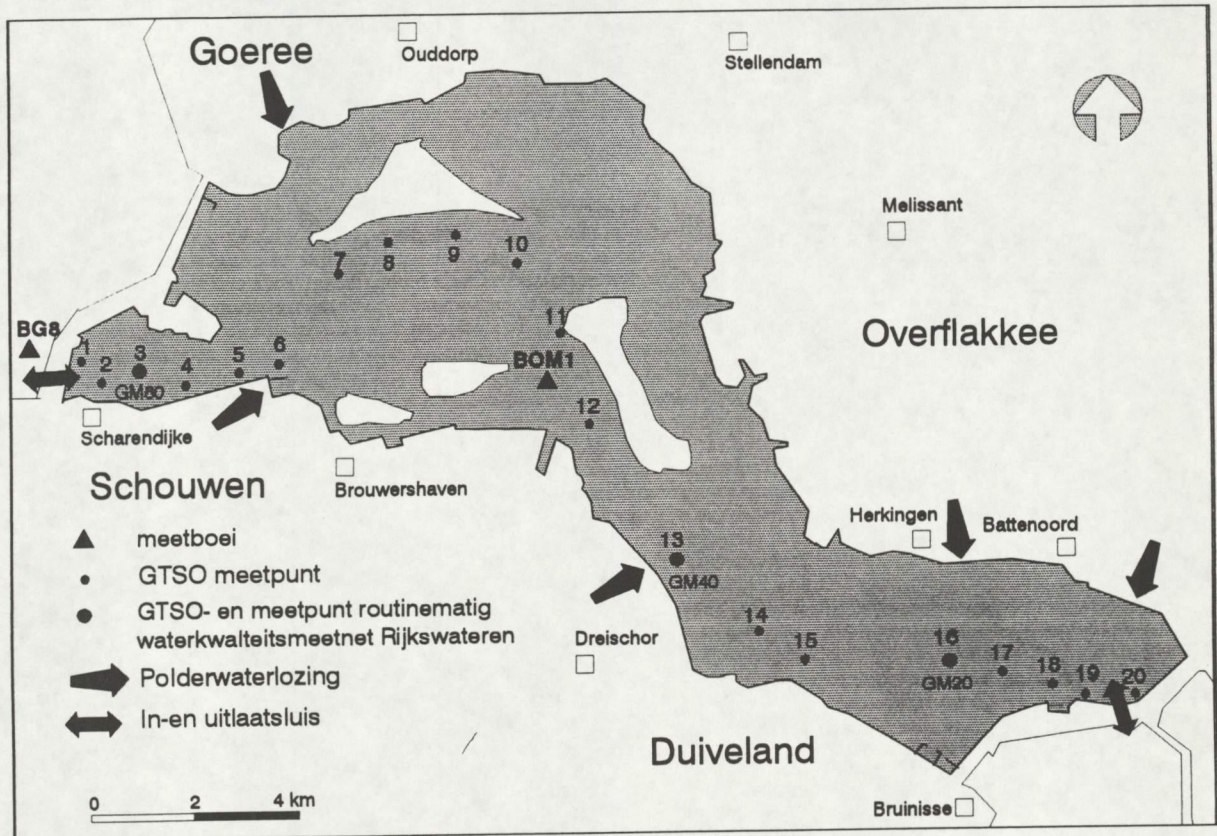 Goeree
Ouddorp
Stellendam
Melissant
7
8
9
10
Overflakkee
11
BG8
1
2
3
4
5
6
GM60
BOM1
12
Scharendijke
Schouwen
Brouwershaven
Herkingen
Battenoord
meetboei
GTSO meetpunt
GTSO- en meetpunt routinematig
waterkwaliteitsmeetnet Rijkswateren
Polderwaterlozing
In-en uitlaatsluis
13
GM40
Dreischor
14
15
16
GM20
17
18
19
20
Duiveland
Bruinisse
0 2 4 km